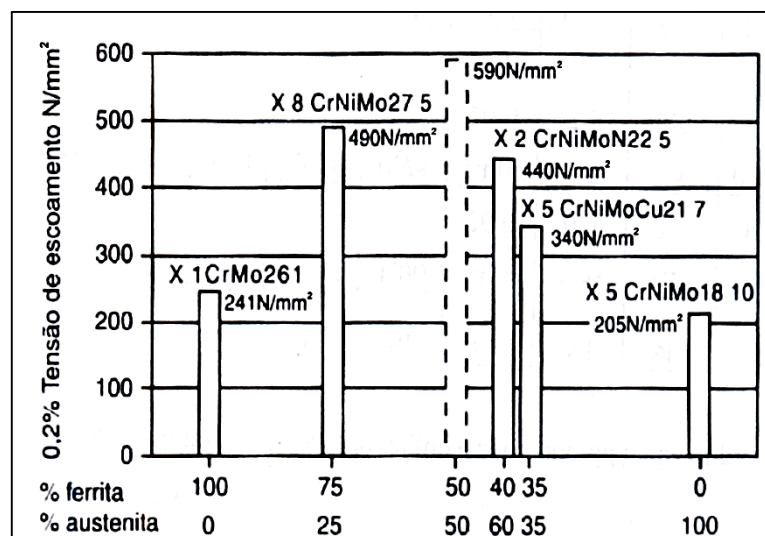 0,2% Tensão de escoamento N/mm²
600
500
400
300
200
100
0
X 1CrMo261
241N/mm²
X 8 CrNiMo27 5
490N/mm²
590N/mm²
X 2 CrNiMoN22 5
440N/mm²
X 5 CrNiMoCu21 7
340N/mm²
X 5 CrNiMo18 10
205N/mm²
% ferrita 100 75 50 40 35 0
% austenita 0 25 50 60 35 100